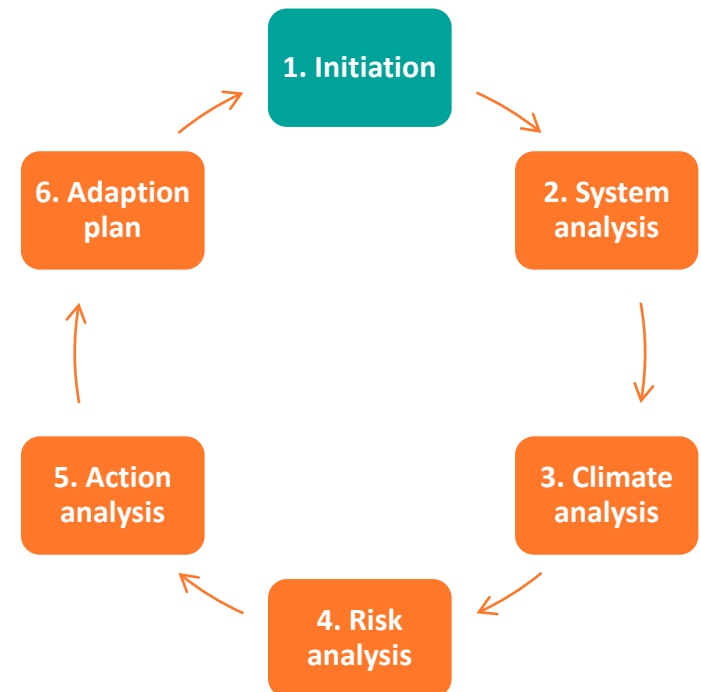 1. Initiation
2. System
analysis
3. Climate
analysis
4. Risk
analysis
5. Action
analysis
6. Adaption
plan